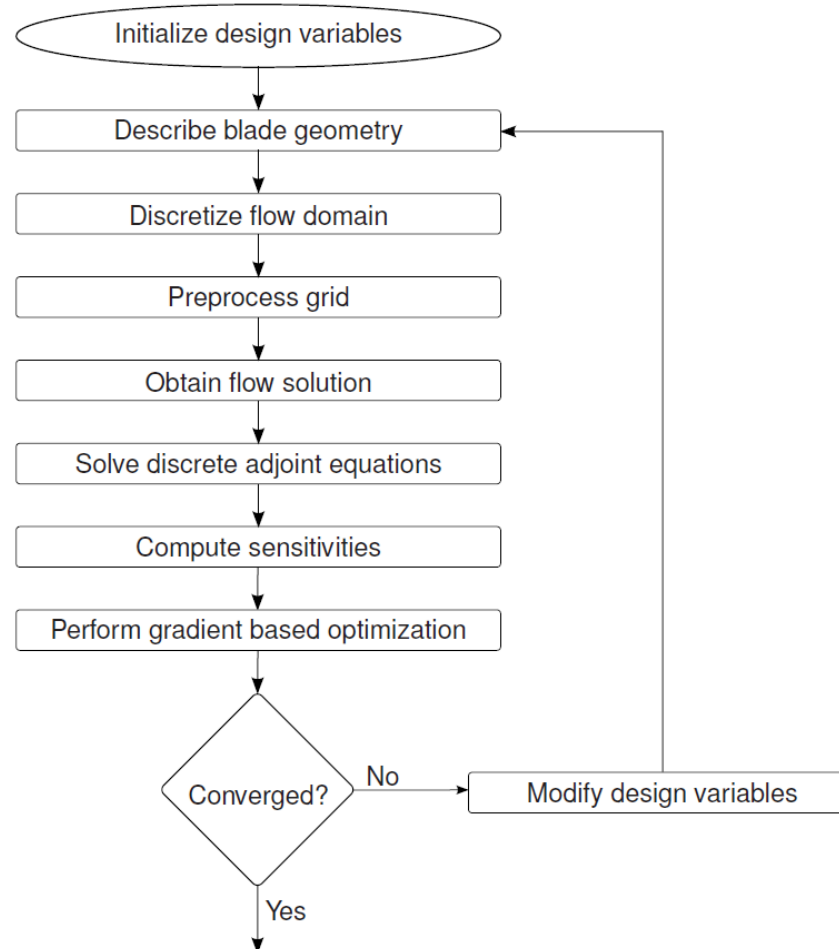 Initialize design variables
Describe blade geometry
Discretize flow domain
Preprocess grid
Obtain flow solution
Solve discrete adjoint equations
Compute sensitivities
Perform gradient based optimization
Converged?
No
Modify design variables
Yes